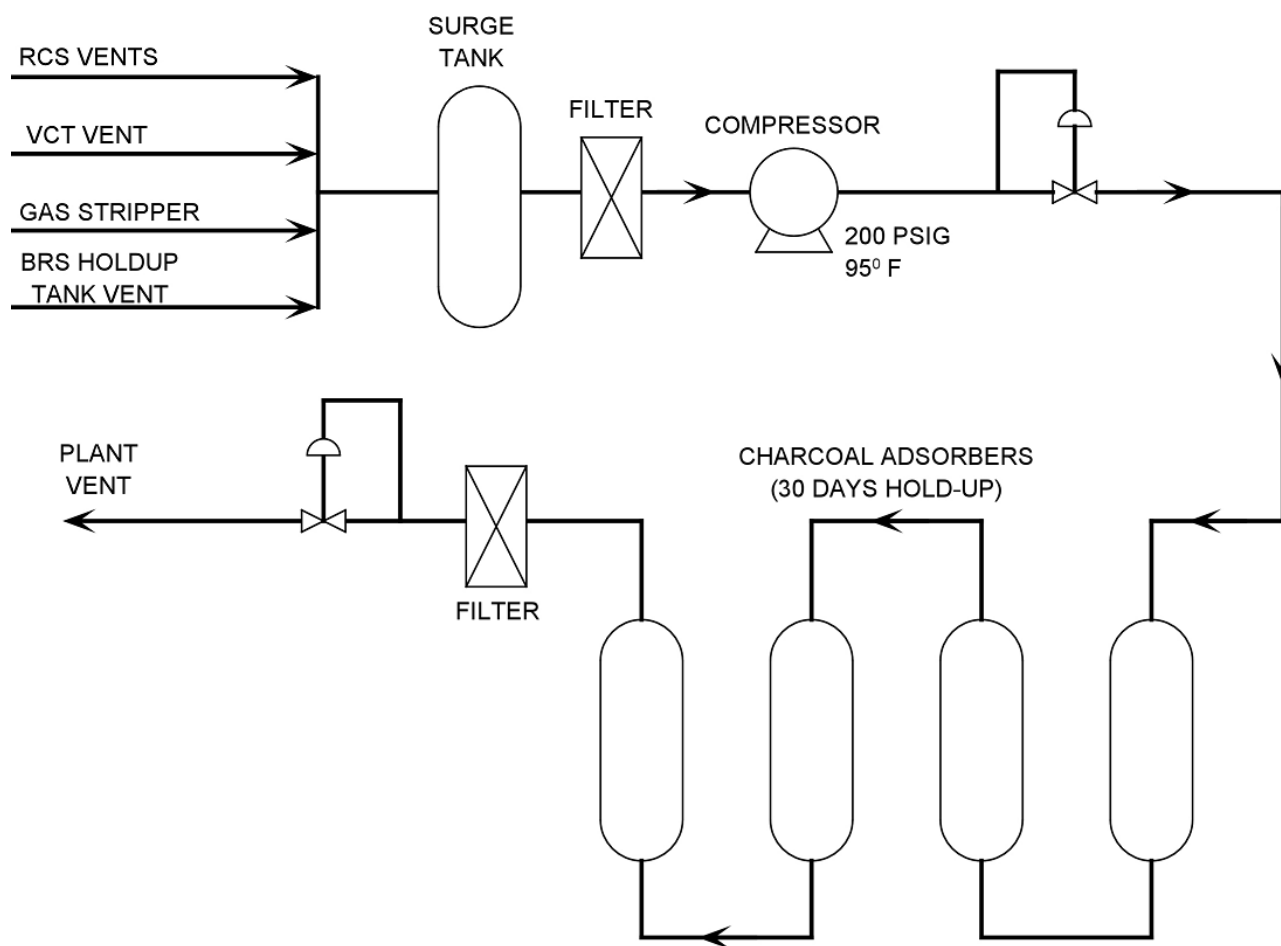 RCS VENTS
VCT VENT
GAS STRIPPER
BRS HOLDUP
TANK VENT
SURGE
TANK
FILTER
COMPRESSOR
200 PSIG
95⁰ F
PLANT
VENT
FILTER
CHARCOAL ADSORBERS
(30 DAYS HOLD-UP)